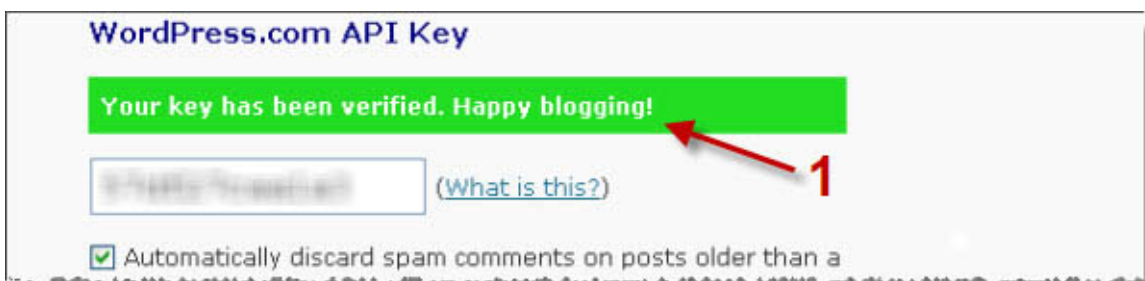 WordPress.com API Key
Your key has been verified. Happy blogging!
1
(What is this?)
Automatically discard spam comments on posts older than a